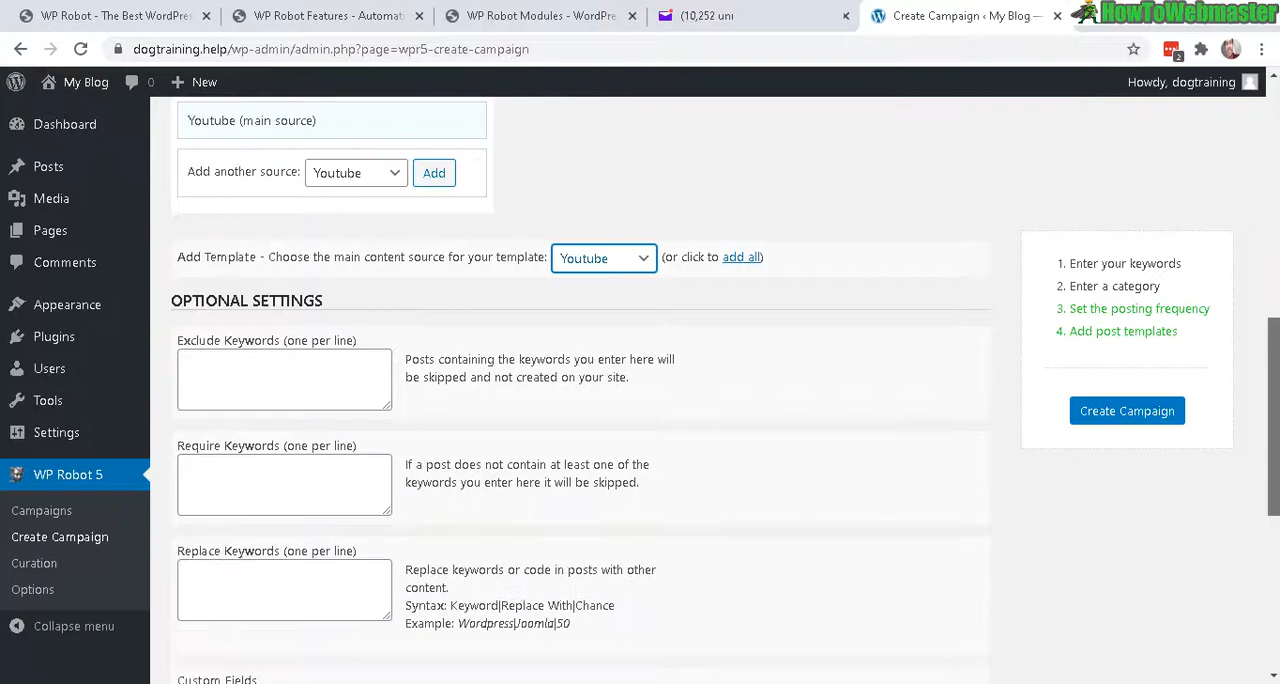 WP Robot - The Best WordPres
WP Robot Features - Automat
WP Robot Modules - WordPre
(10,252 un
Create Campaign ‹ My Blog —
HowToWebmaster
dogtraining.help/wp-admin/admin.php?page=wpr5-create-campaign
2
My Blog
0
New
Howdy, dogtraining
Dashboard
Posts
Media
Pages
Comments
Appearance
Plugins
Users
Tools
Settings
WP Robot 5
Campaigns
Create Campaign
Curation
Options
Collapse menu
Youtube (main source)
Add another source: Youtube Add
Add Template - Choose the main content source for your template: Youtube (or click to add all)
OPTIONAL SETTINGS
Exclude Keywords (one per line)
Posts containing the keywords you enter here will
be skipped and not created on your site.
Require Keywords (one per line)
If a post does not contain at least one of the
keywords you enter here it will be skipped.
Replace Keywords (one per line)
Replace keywords or code in posts with other
content.
Syntax: Keyword|Replace With|Chance
Example: Wordpress|Joomla|50
Custom Fields
1. Enter your keywords
2. Enter a category
3. Set the posting frequency
4. Add post templates
Create Campaign